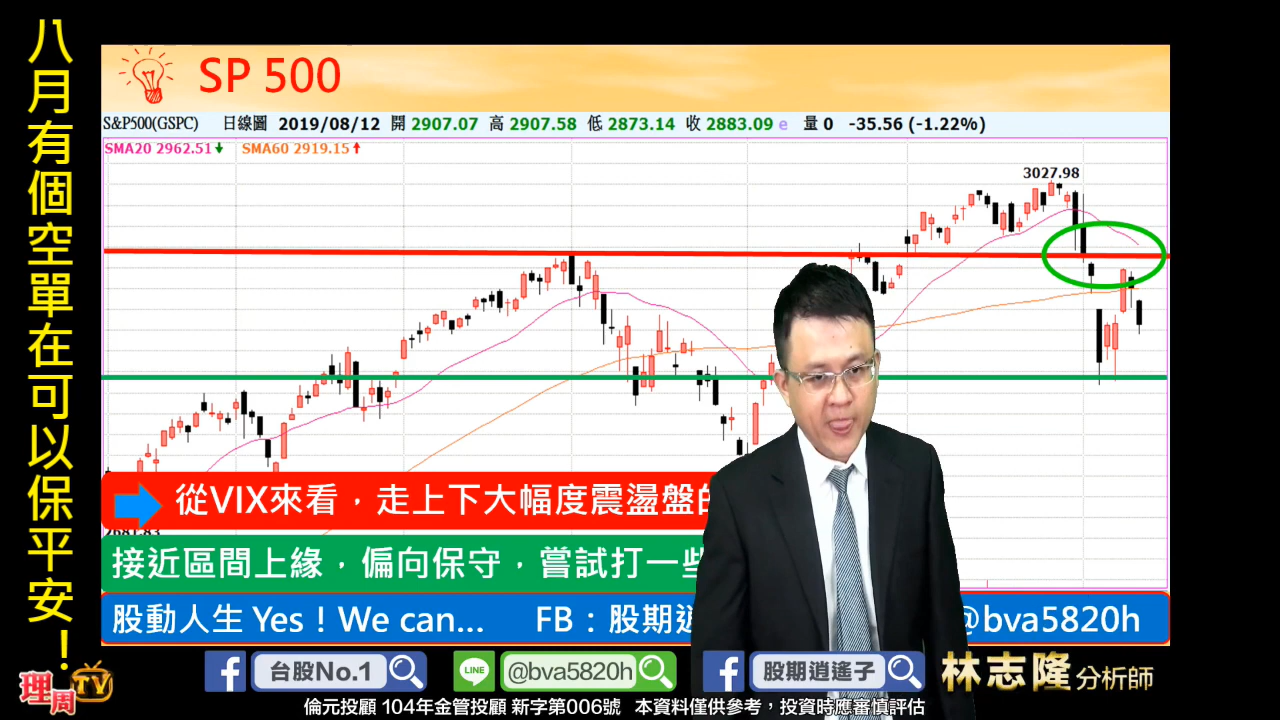 八月有個空單在可以保平安！
SP 500
S&P500(GSPC) 日線圖 2019/08/12 開 2907.07 高 2907.58 低 2873.14 收 2883.09 e 量 0 -35.56 (-1.22%)
SMA20 2962.51↓ SMA60 2919.15↑
3027.98
從VIX來看，走上下大幅度震盪盤
接近區間上緣，偏向保守，嘗試打一些
股動人生 Yes！We can... FB：股期 @bva5820h
理周TV
台股No.1 LINE @bva5820h 股期逍遙子 林志隆 分析師
倫元投顧 104年金管投顧 新字第006號 本資料僅供參考，投資時應審慎評估